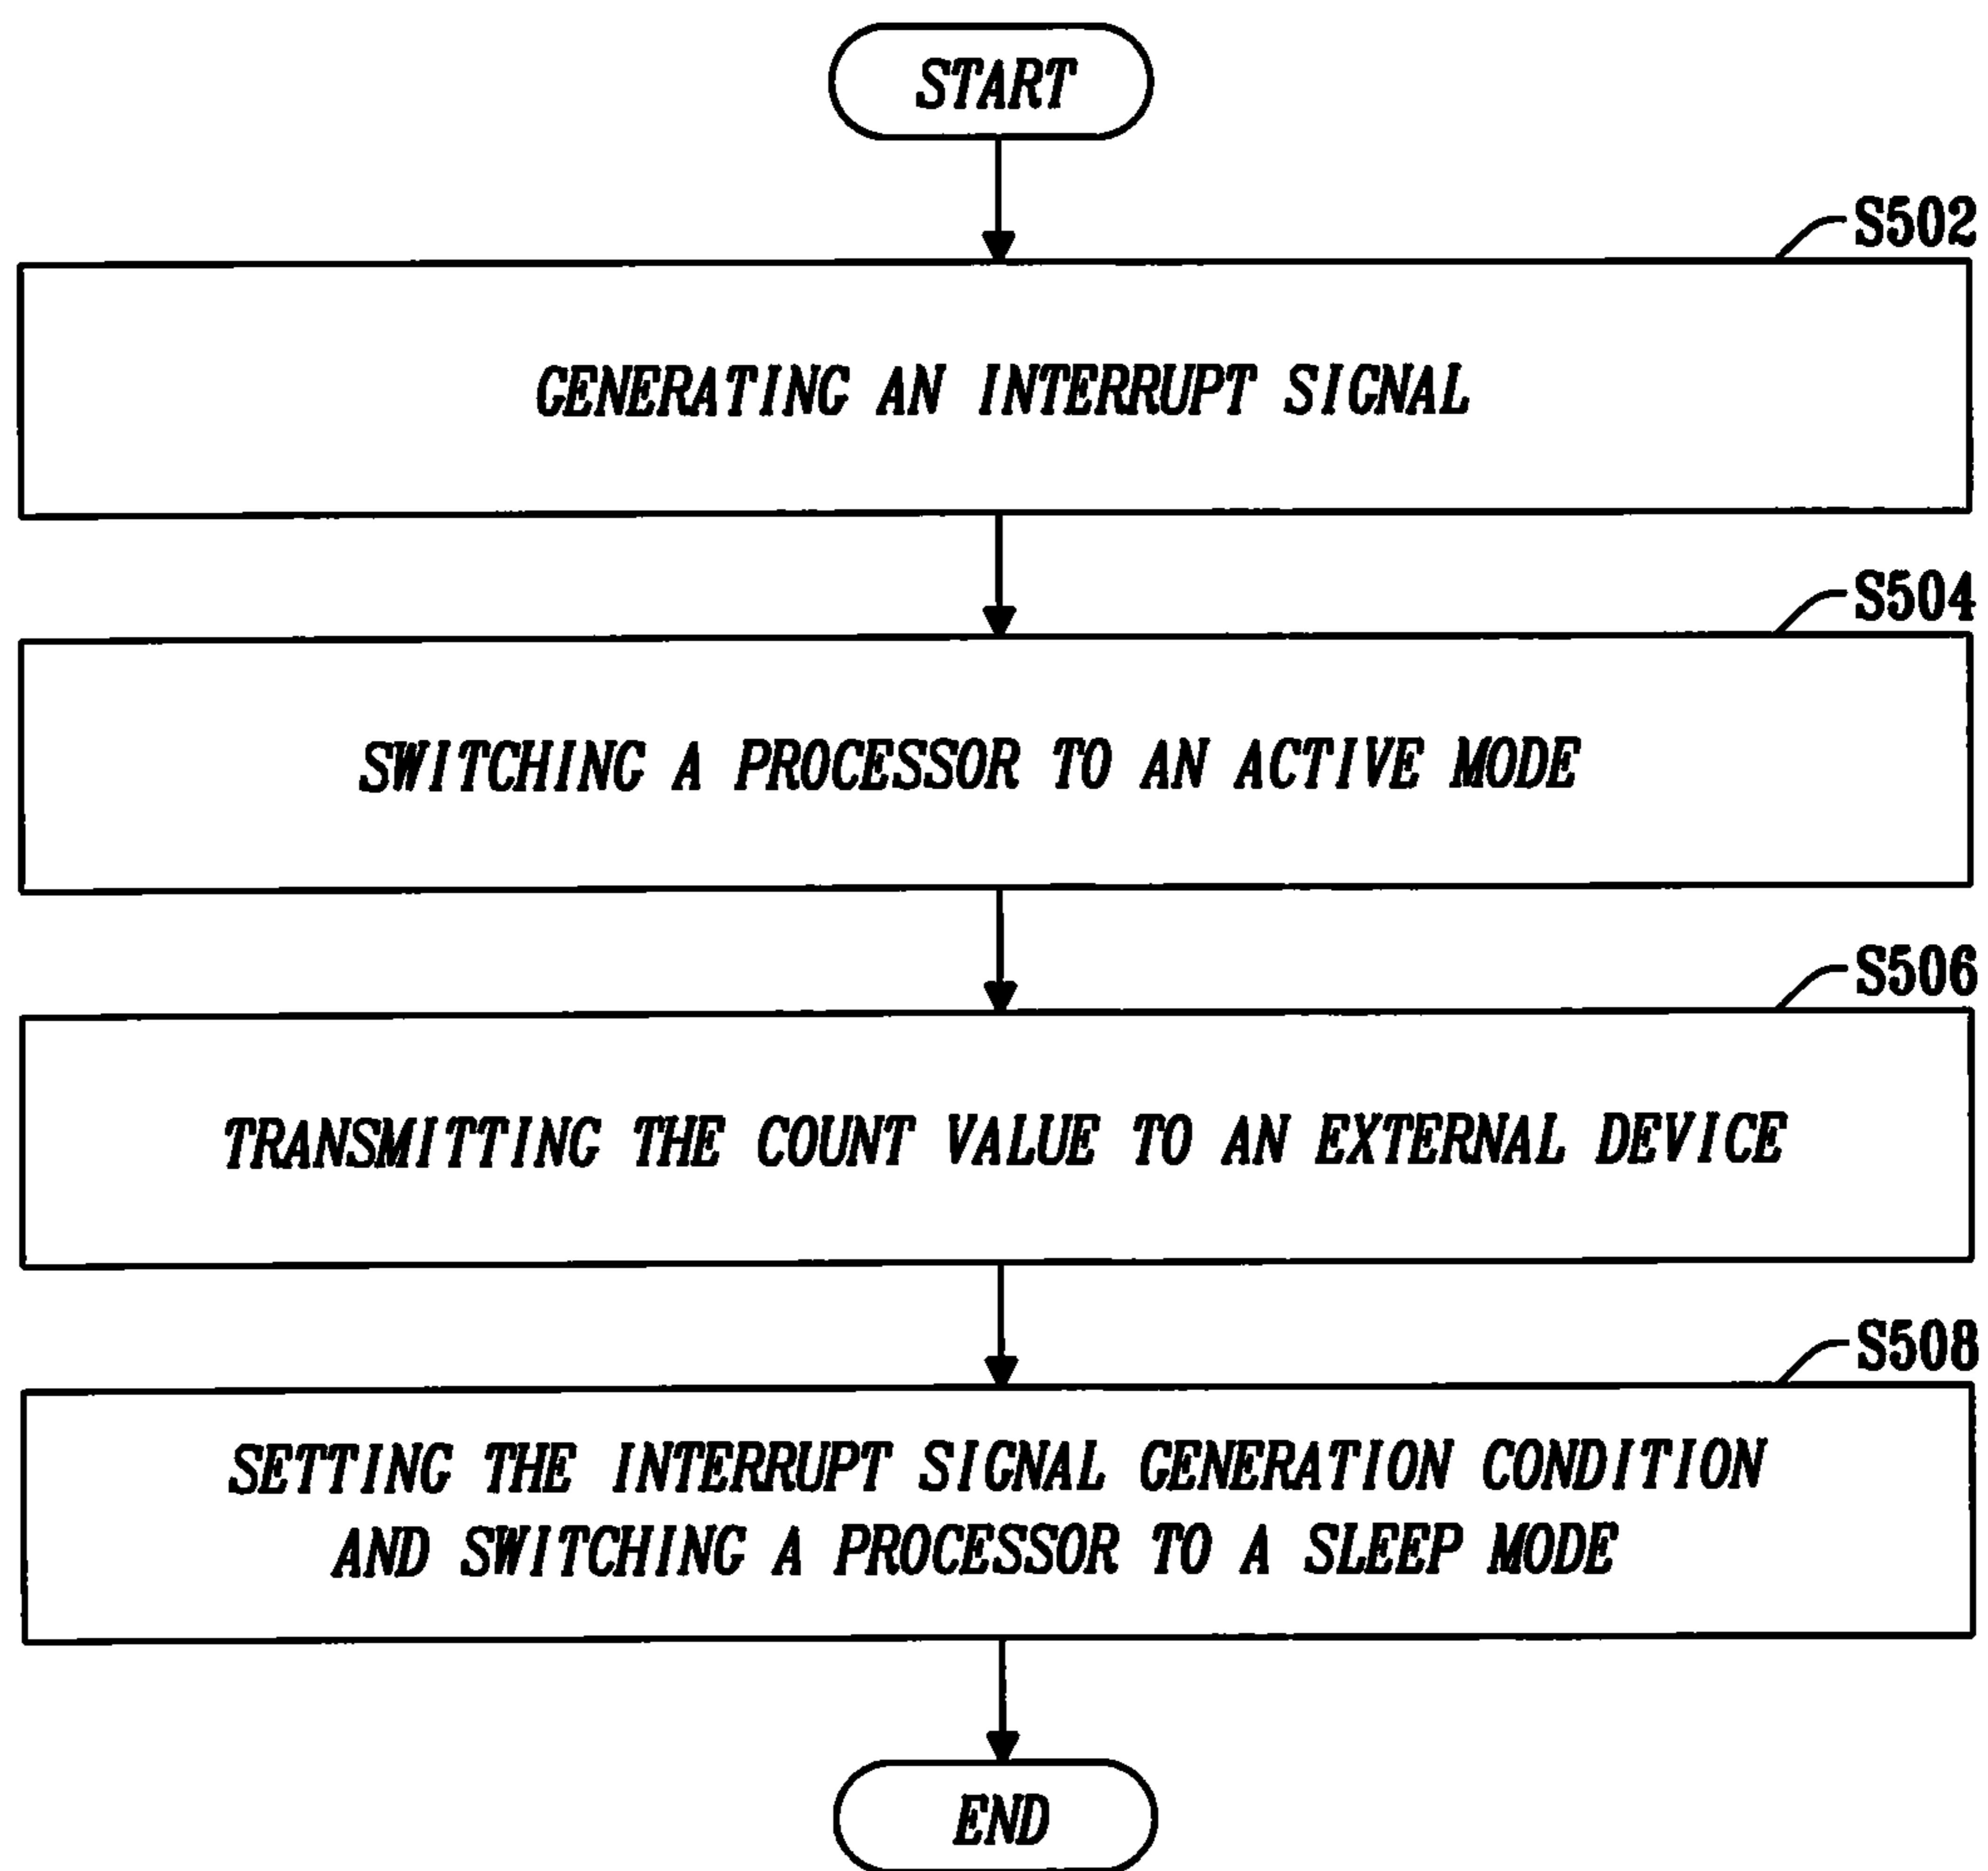 START
S502
GENERATING AN INTERRUPT SIGNAL
S504
SWITCHING A PROCESSOR TO AN ACTIVE MODE
S506
TRANSMITTING THE COUNT VALUE TO AN EXTERNAL DEVICE
S508
SETTING THE INTERRUPT SIGNAL GENERATION CONDITION
AND SWITCHING A PROCESSOR TO A SLEEP MODE
END